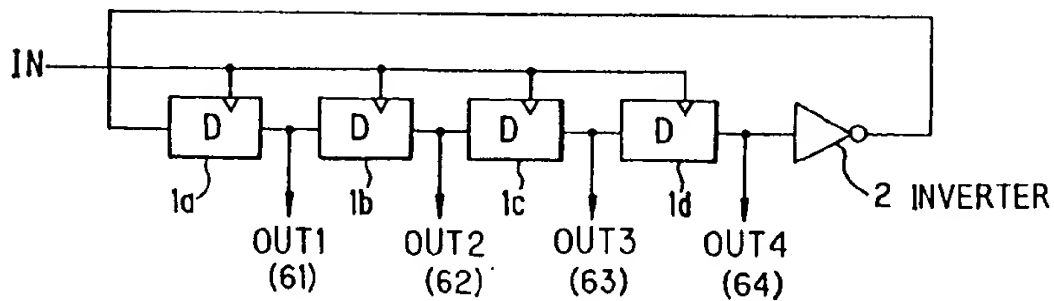 IN
D D D D
1a 1b 1c 1d 2 INVERTER
OUT1 OUT2 OUT3 OUT4
(61) (62) (63) (64)